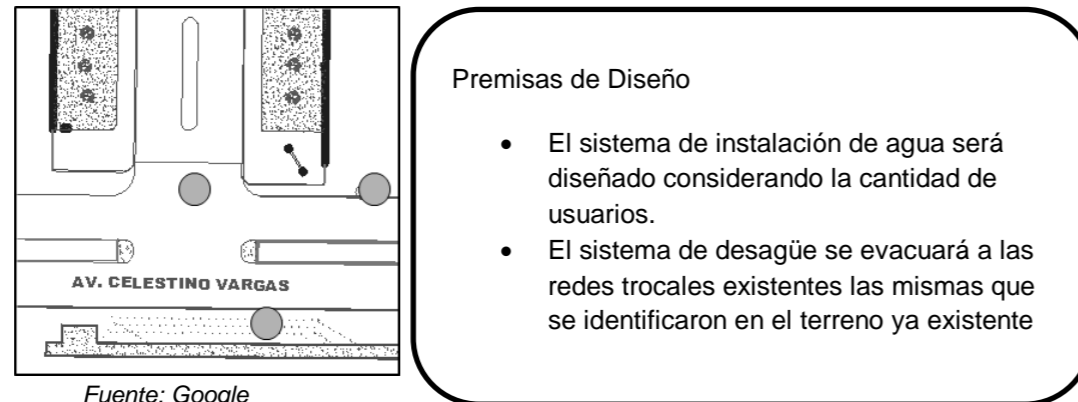 AV. CELESTINO VARGAS
Fuente: Google
Premisas de Diseño
• El sistema de instalación de agua será
diseñado considerando la cantidad de
usuarios.
• El sistema de desagüe se evacuará a las
redes trocales existentes las mismas que
se identificaron en el terreno ya existente